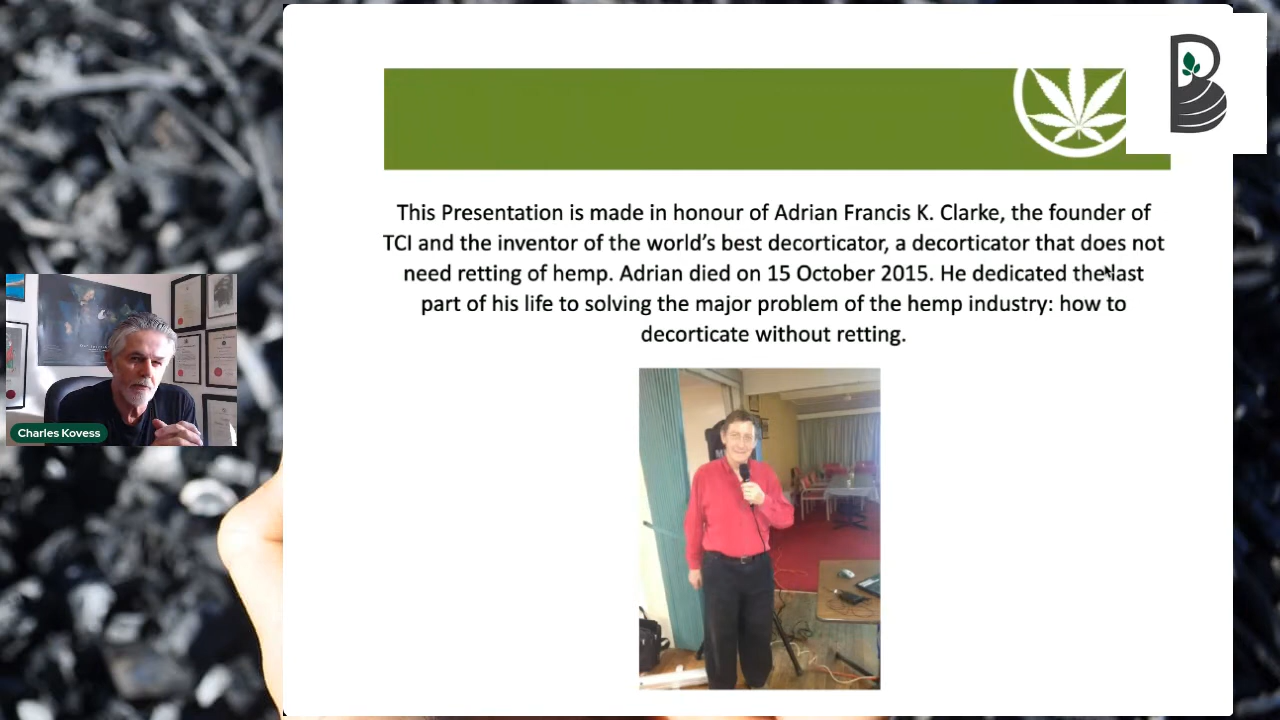 This Presentation is made in honour of Adrian Francis K. Clarke, the founder of
TCI and the inventor of the world's best decorticator, a decorticator that does not
need retting of hemp. Adrian died on 15 October 2015. He dedicated the last
part of his life to solving the major problem of the hemp industry: how to
decorticate without retting.
Charles Kovess